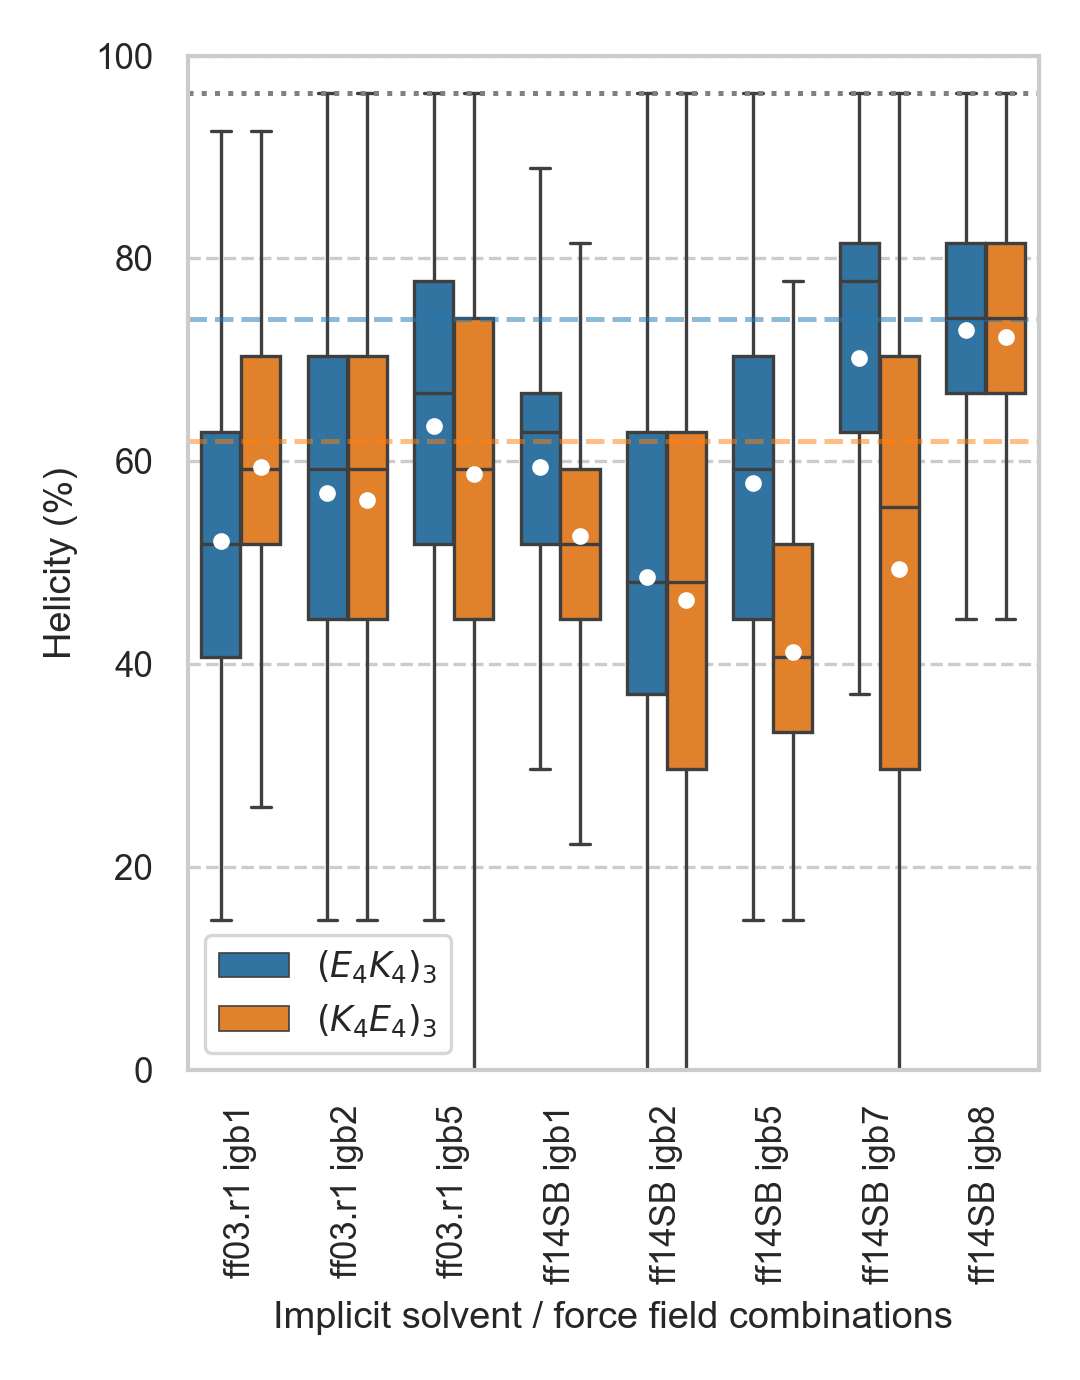 100
80
60
40
20
0
Helicity (%)
(E₄K₄)₃
(K₄E₄)₃
ff03.r1 igb1
ff03.r1 igb2
ff03.r1 igb5
ff14SB igb1
ff14SB igb2
ff14SB igb5
ff14SB igb7
ff14SB igb8
Implicit solvent / force field combinations